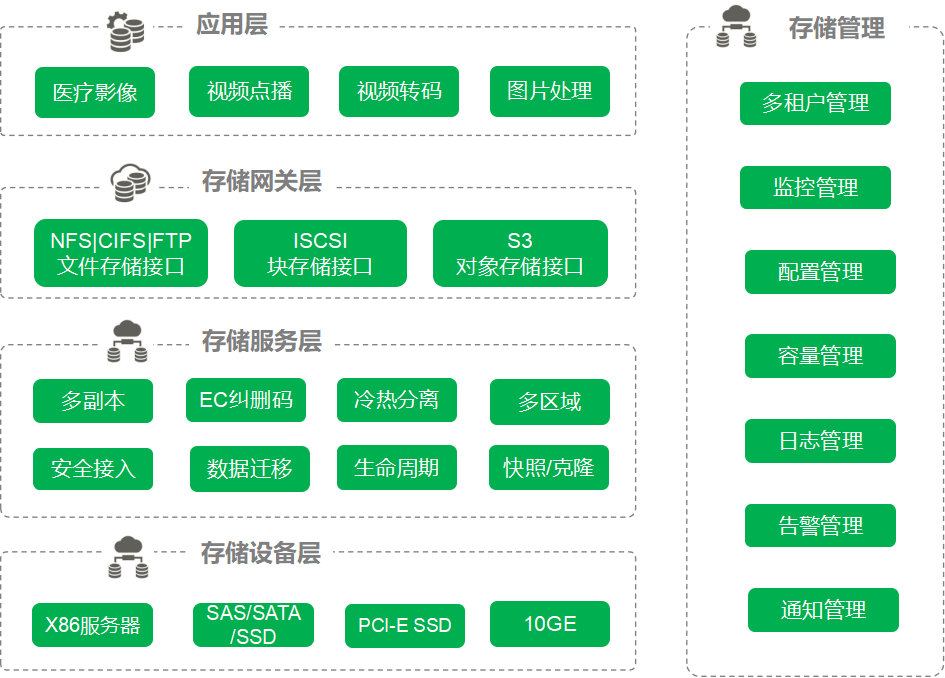 应用层
医疗影像
视频点播
视频转码
图片处理
存储网关层
NFS|CIFS|FTP
文件存储接口
ISCSI
块存储接口
S3
对象存储接口
存储服务层
多副本
EC纠删码
冷热分离
多区域
安全接入
数据迁移
生命周期
快照/克隆
存储设备层
X86服务器
SAS/SATA
/SSD
PCI-E SSD
10GE
存储管理
多租户管理
监控管理
配置管理
容量管理
日志管理
告警管理
通知管理